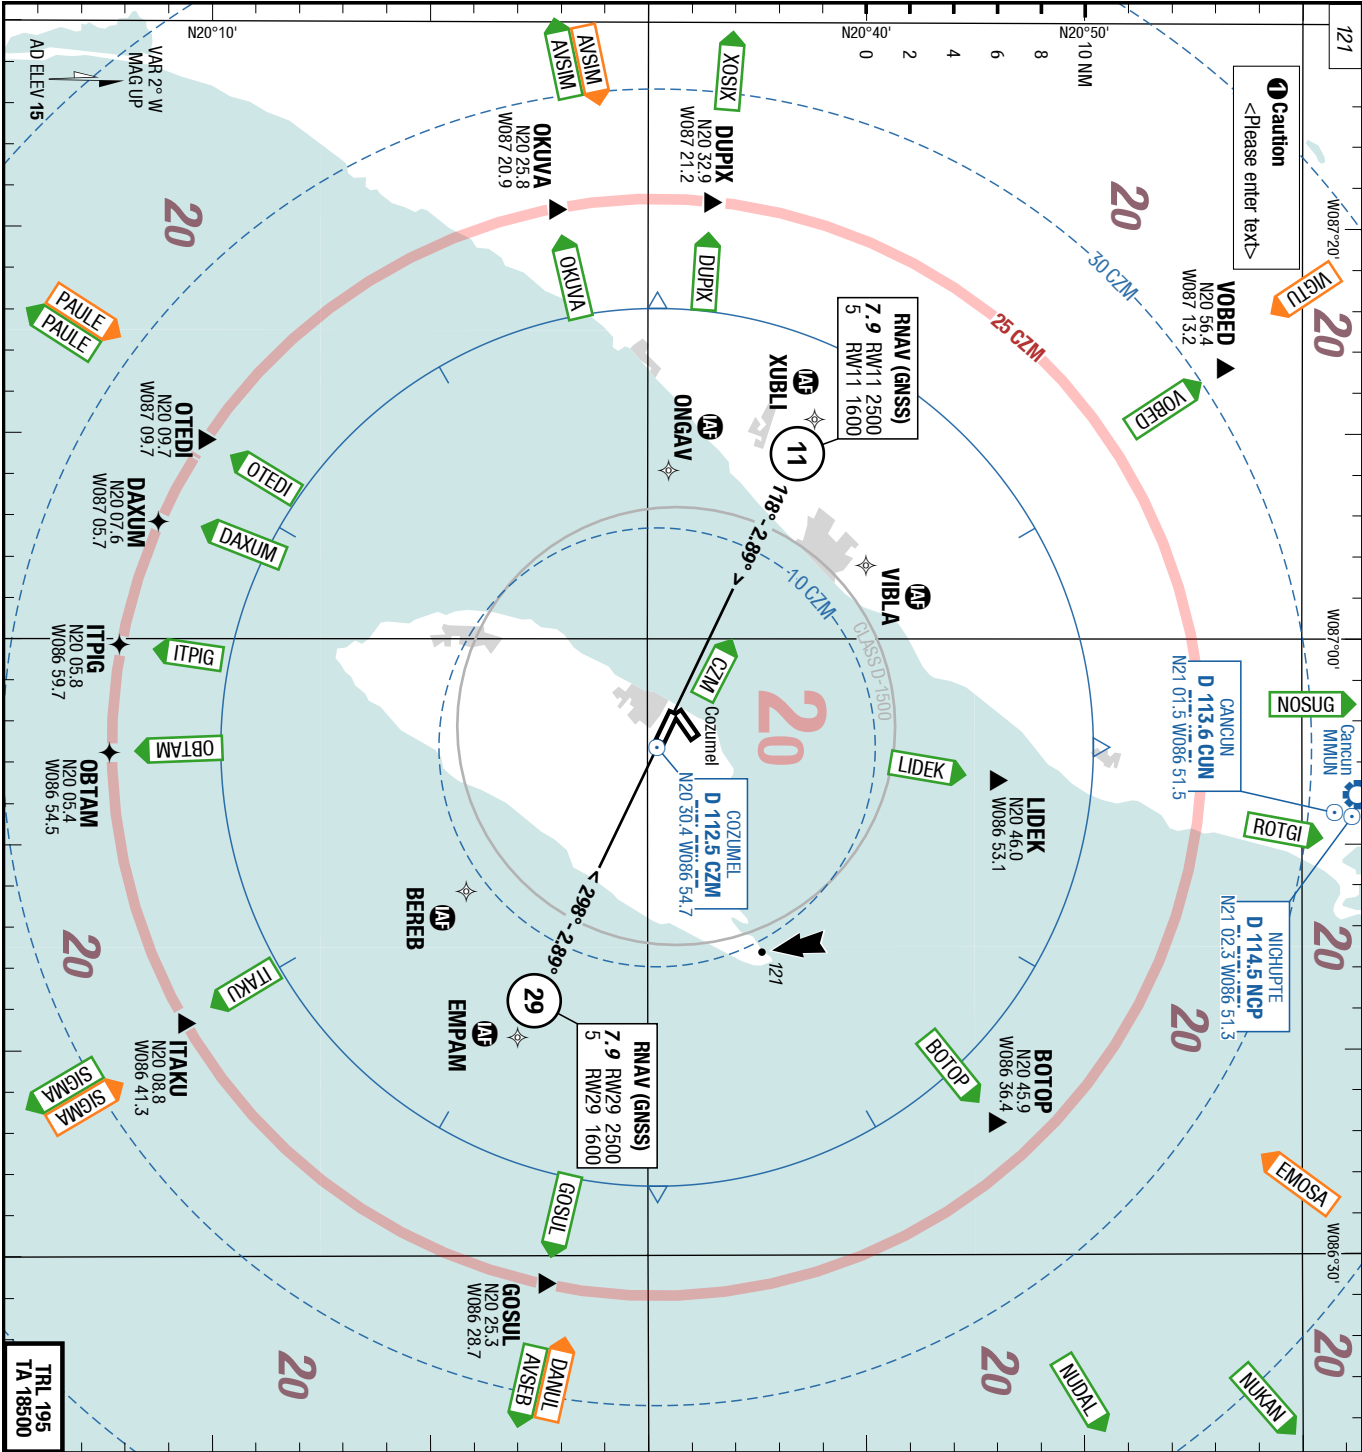 121
❶ Caution
<Please enter text>
N20°10'
N20°40'
N20°50'
0
2
4
6
8
10 NM
W087°20'
W087°00'
W086°30'
VAR 2° W
MAG UP
AD ELEV 15
AVSIM
AVSIM
XOSIX
OKUVA
N20 25.8
W087 20.9
DUPIX
N20 32.9
W087 21.2
20
20
20
30 CZM
25 CZM
VIGTU
VOBED
N20 56.4
W087 13.2
VOBED
OKUVA
DUPIX
PAULE
PAULE
RNAV (GNSS)
7.9 RW11 2500
5 RW11 1600
XUBLI
IAF
ONGAV
IAF
11
118° - 2.89° >
OTEDI
N20 09.7
W087 09.7
OTEDI
DAXUM
N20 07.6
W087 05.7
DAXUM
VIBLA
IAF
10 CZM
CLASS D-1500
ITPIG
N20 05.8
W086 59.7
ITPIG
CZM
Cozumel
20
OBTAM
OBTAM
N20 05.4
W086 54.5
COZUMEL
D 112.5 CZM
N20 30.4 W086 54.7
LIDEK
LIDEK
N20 46.0
W086 53.1
CANCUN
D 113.6 CUN
N21 01.5 W086 51.5
NOSUG
Cancun
MMUN
ROTGI
NICHUPTE
D 114.5 NCP
N21 02.3 W086 51.3
< 298° - 2.89°
29
BEREB
IAF
EMPAM
IAF
121
RNAV (GNSS)
7.9 RW29 2500
5 RW29 1600
20
20
20
ITAKU
ITAKU
N20 08.8
W086 41.3
SIGMA
SIGMA
BOTOP
BOTOP
N20 45.9
W086 36.4
EMOSA
GOSUL
GOSUL
N20 25.3
W086 28.7
DANUL
AVSEB
20
20
20
NUDAL
NUKAN
TRL 195
TA 18500